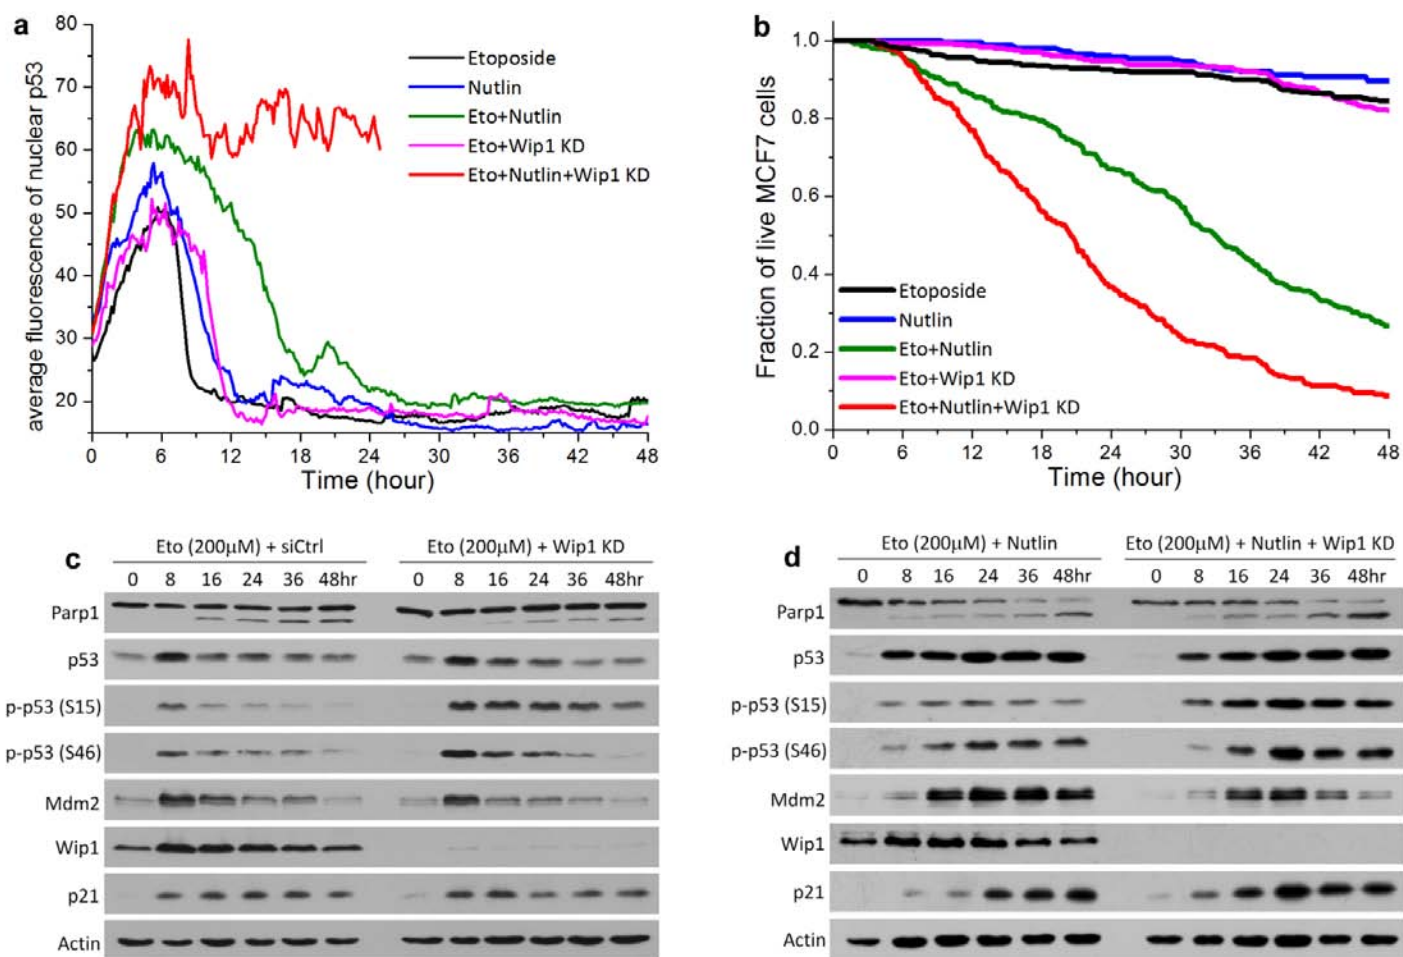 a
average fluorescence of nuclear p53
80
70
60
50
40
30
20
0 6 12 18 24 30 36 42 48
Time (hour)
Etoposide
Nutlin
Eto+Nutlin
Eto+Wip1 KD
Eto+Nutlin+Wip1 KD
b
Fraction of live MCF7 cells
1.0
0.8
0.6
0.4
0.2
0.0
0 6 12 18 24 30 36 42 48
Time (hour)
Etoposide
Nutlin
Eto+Nutlin
Eto+Wip1 KD
Eto+Nutlin+Wip1 KD
c
Eto (200μM) + siCtrl Eto (200μM) + Wip1 KD
0 8 16 24 36 48hr 0 8 16 24 36 48hr
Parp1
p53
p-p53 (S15)
p-p53 (S46)
Mdm2
Wip1
p21
Actin
d
Eto (200μM) + Nutlin Eto (200μM) + Nutlin + Wip1 KD
0 8 16 24 36 48hr 0 8 16 24 36 48hr
Parp1
p53
p-p53 (S15)
p-p53 (S46)
Mdm2
Wip1
p21
Actin